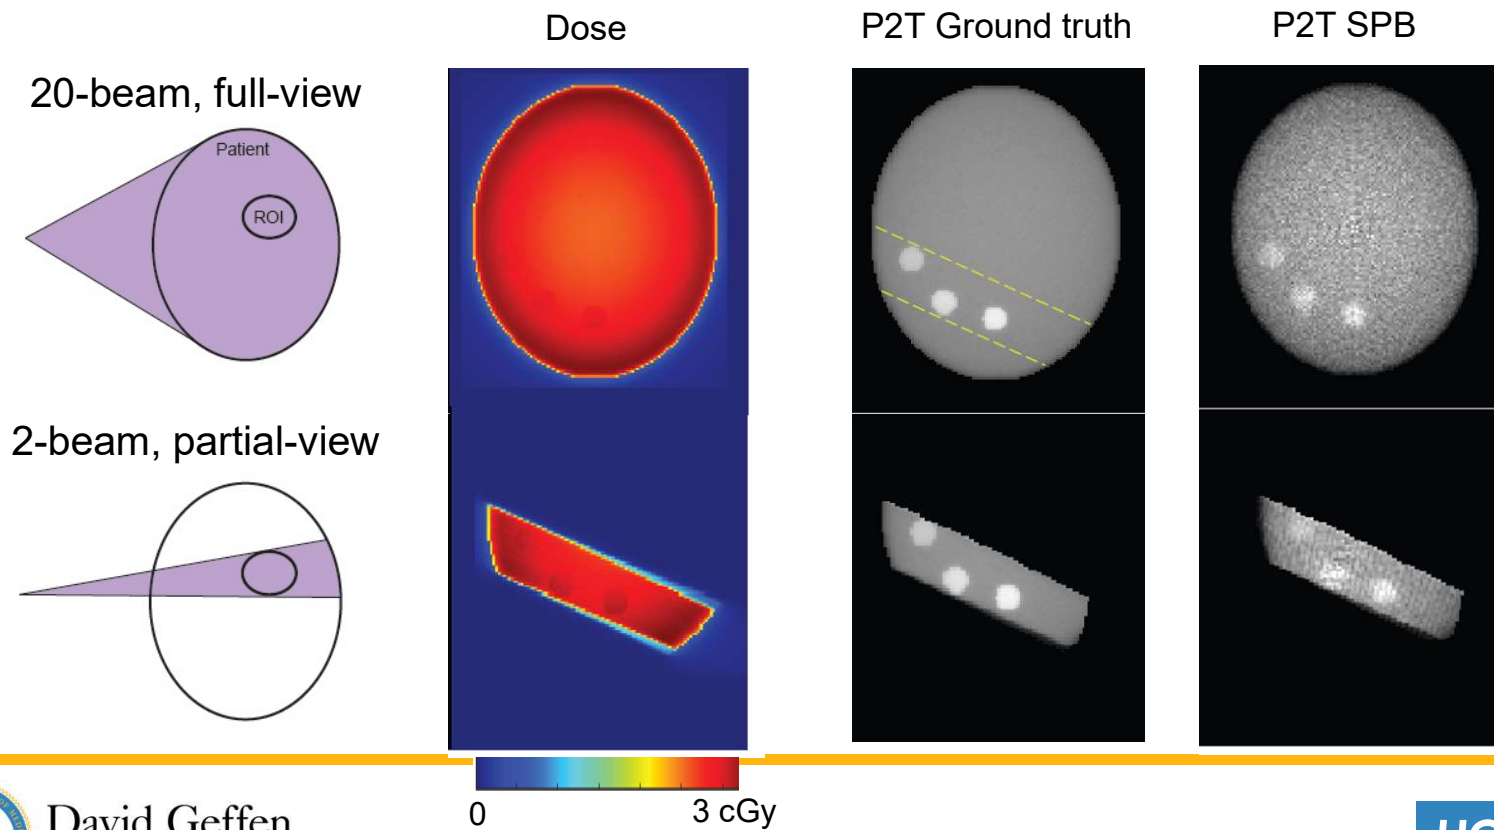 Dose
P2T Ground truth
P2T SPB
20-beam, full-view
Patient
ROI
2-beam, partial-view
0
3 cGy
David Geffen